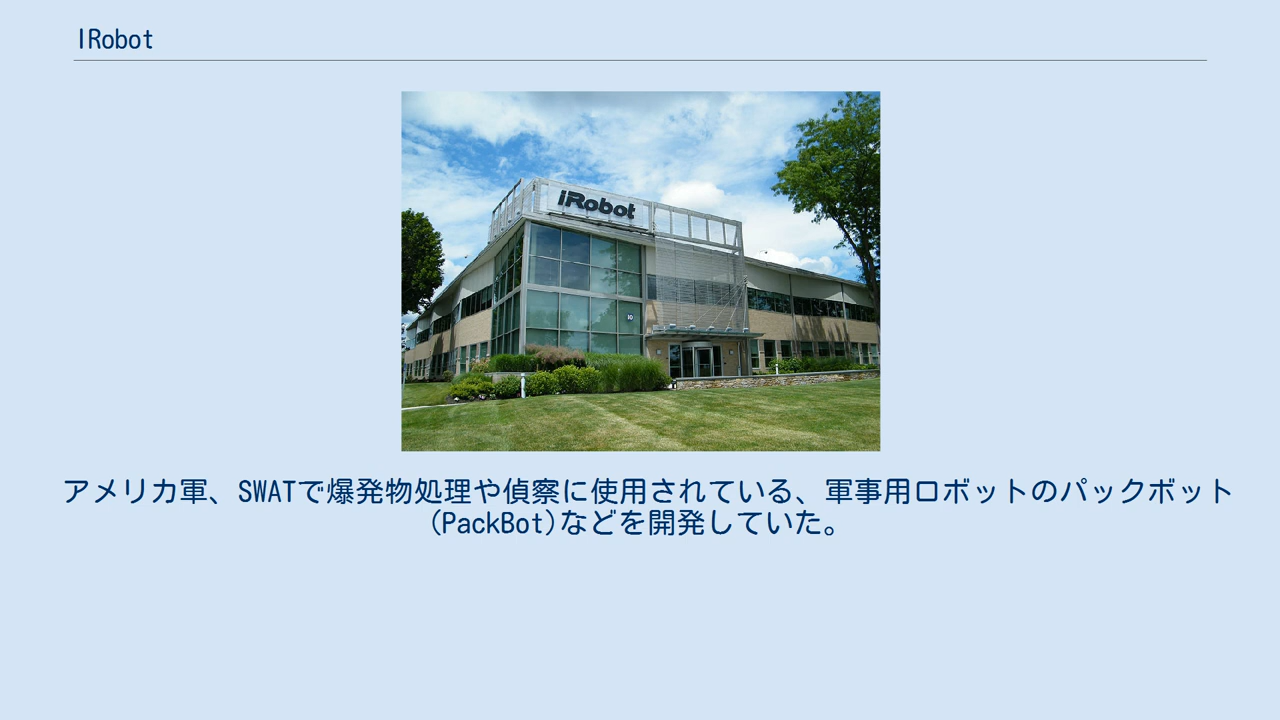 IRobot
iRobot
10
アメリカ軍、SWATで爆発物処理や偵察に使用されている、軍事用ロボットのパックボット
(PackBot)などを開発していた。